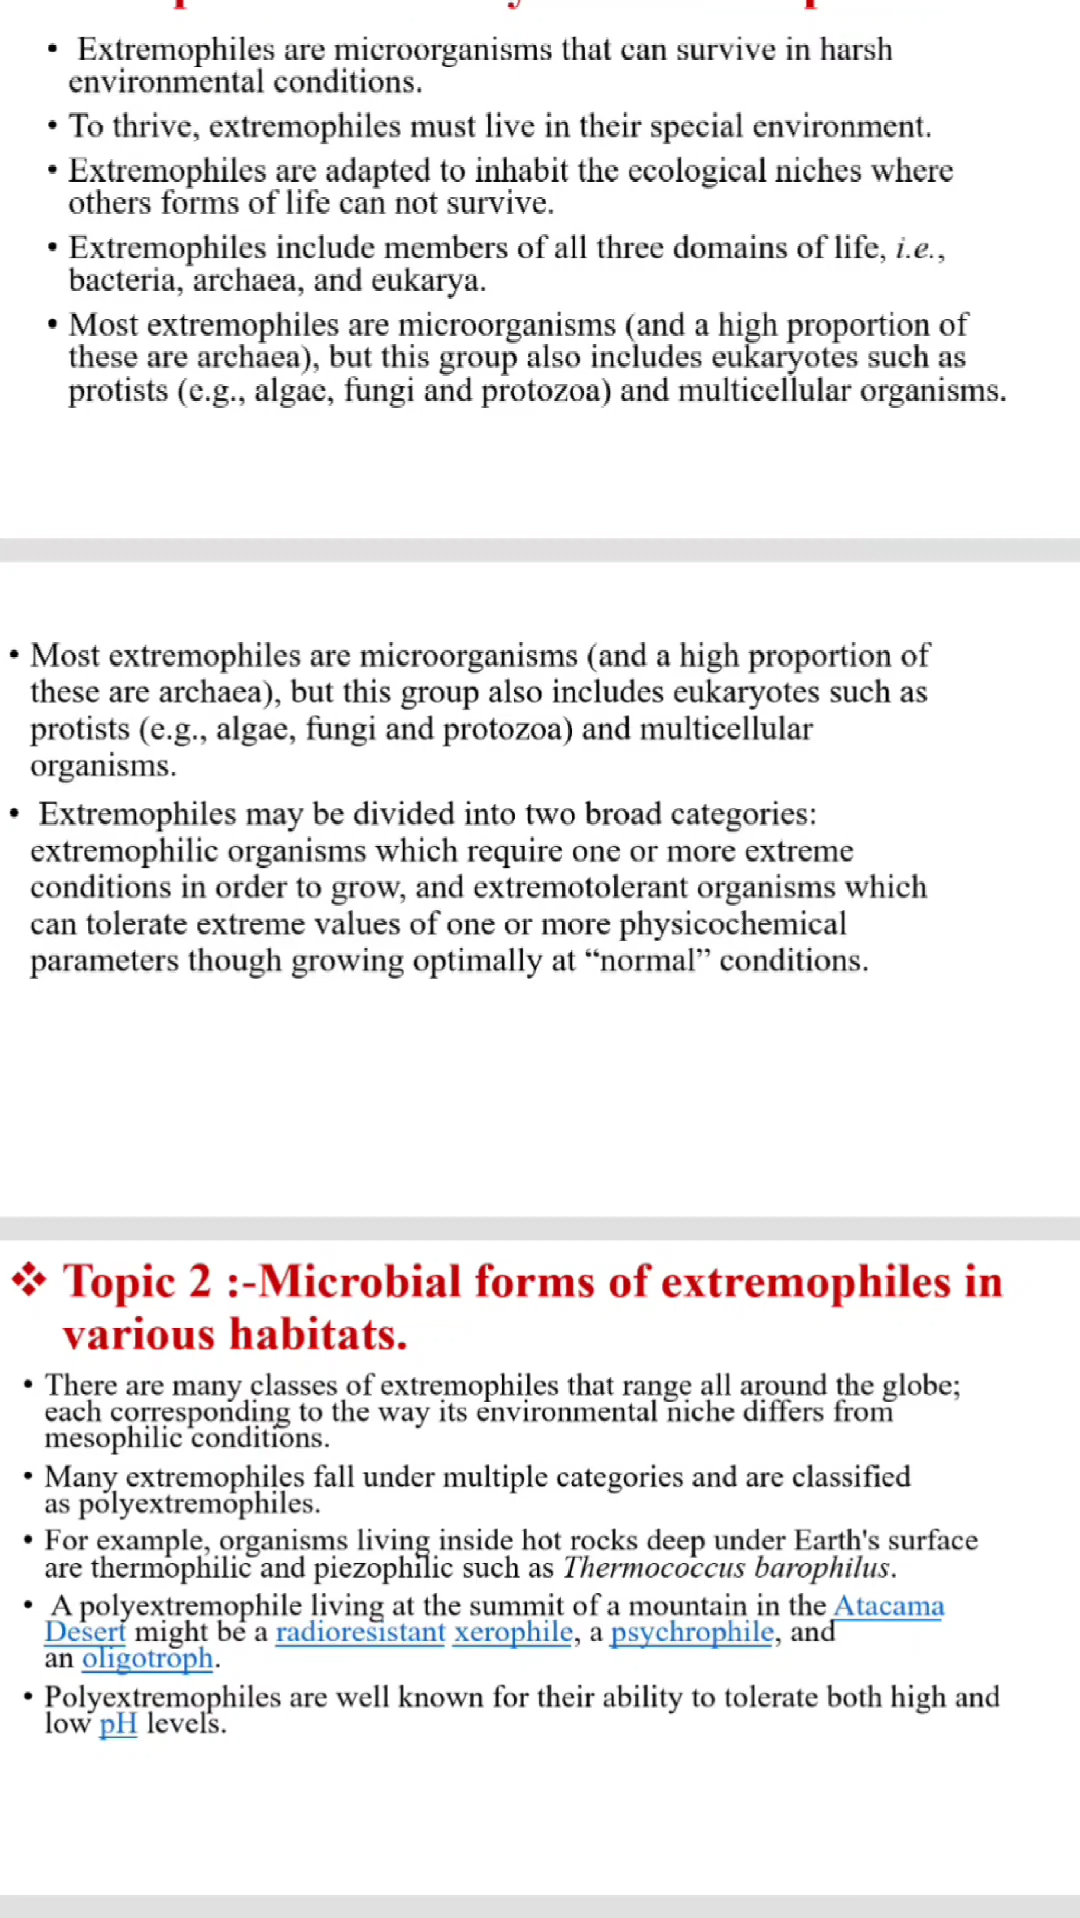 • Extremophiles are microorganisms that can survive in harsh
environmental conditions.
• To thrive, extremophiles must live in their special environment.
• Extremophiles are adapted to inhabit the ecological niches where
others forms of life can not survive.
• Extremophiles include members of all three domains of life, i.e.,
bacteria, archaea, and eukarya.
• Most extremophiles are microorganisms (and a high proportion of
these are archaea), but this group also includes eukaryotes such as
protists (e.g., algae, fungi and protozoa) and multicellular organisms.
• Most extremophiles are microorganisms (and a high proportion of
these are archaea), but this group also includes eukaryotes such as
protists (e.g., algae, fungi and protozoa) and multicellular
organisms.
• Extremophiles may be divided into two broad categories:
extremophilic organisms which require one or more extreme
conditions in order to grow, and extremotolerant organisms which
can tolerate extreme values of one or more physicochemical
parameters though growing optimally at “normal” conditions.
❖ Topic 2 :-Microbial forms of extremophiles in
various habitats.
• There are many classes of extremophiles that range all around the globe;
each corresponding to the way its environmental niche differs from
mesophilic conditions.
• Many extremophiles fall under multiple categories and are classified
as polyextremophiles.
• For example, organisms living inside hot rocks deep under Earth's surface
are thermophilic and piezophilic such as Thermococcus barophilus.
• A polyextremophile living at the summit of a mountain in the Atacama
Desert might be a radioresistant xerophile, a psychrophile, and
an oligotroph.
• Polyextremophiles are well known for their ability to tolerate both high and
low pH levels.